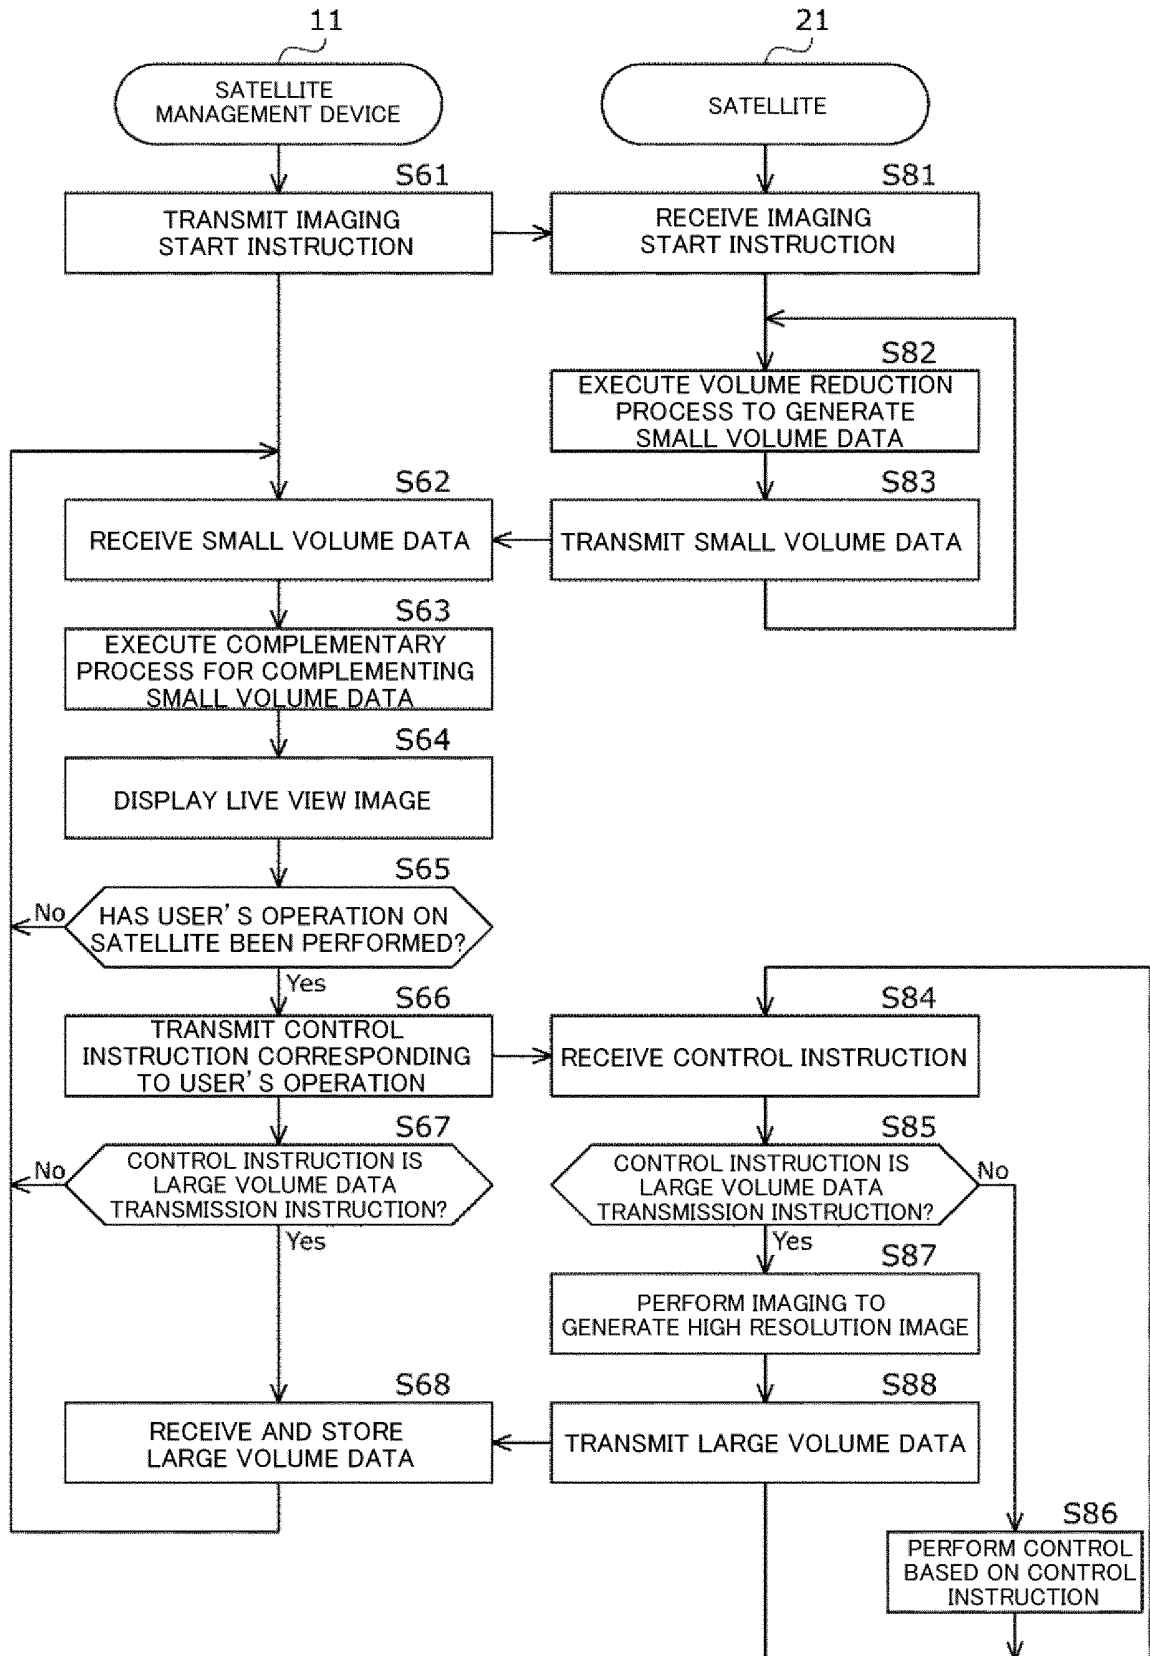 11
SATELLITE
MANAGEMENT DEVICE
21
SATELLITE
S61
TRANSMIT IMAGING
START INSTRUCTION
S81
RECEIVE IMAGING
START INSTRUCTION
S82
EXECUTE VOLUME REDUCTION
PROCESS TO GENERATE
SMALL VOLUME DATA
S62
RECEIVE SMALL VOLUME DATA
S83
TRANSMIT SMALL VOLUME DATA
S63
EXECUTE COMPLEMENTARY
PROCESS FOR COMPLEMENTING
SMALL VOLUME DATA
S64
DISPLAY LIVE VIEW IMAGE
S65
No
HAS USER'S OPERATION ON
SATELLITE BEEN PERFORMED?
Yes
S66
TRANSMIT CONTROL
INSTRUCTION CORRESPONDING
TO USER'S OPERATION
S84
RECEIVE CONTROL INSTRUCTION
S67
No
CONTROL INSTRUCTION IS
LARGE VOLUME DATA
TRANSMISSION INSTRUCTION?
Yes
S85
CONTROL INSTRUCTION IS
LARGE VOLUME DATA
TRANSMISSION INSTRUCTION?
No
Yes
S87
PERFORM IMAGING TO
GENERATE HIGH RESOLUTION IMAGE
S68
RECEIVE AND STORE
LARGE VOLUME DATA
S88
TRANSMIT LARGE VOLUME DATA
S86
PERFORM CONTROL
BASED ON CONTROL
INSTRUCTION